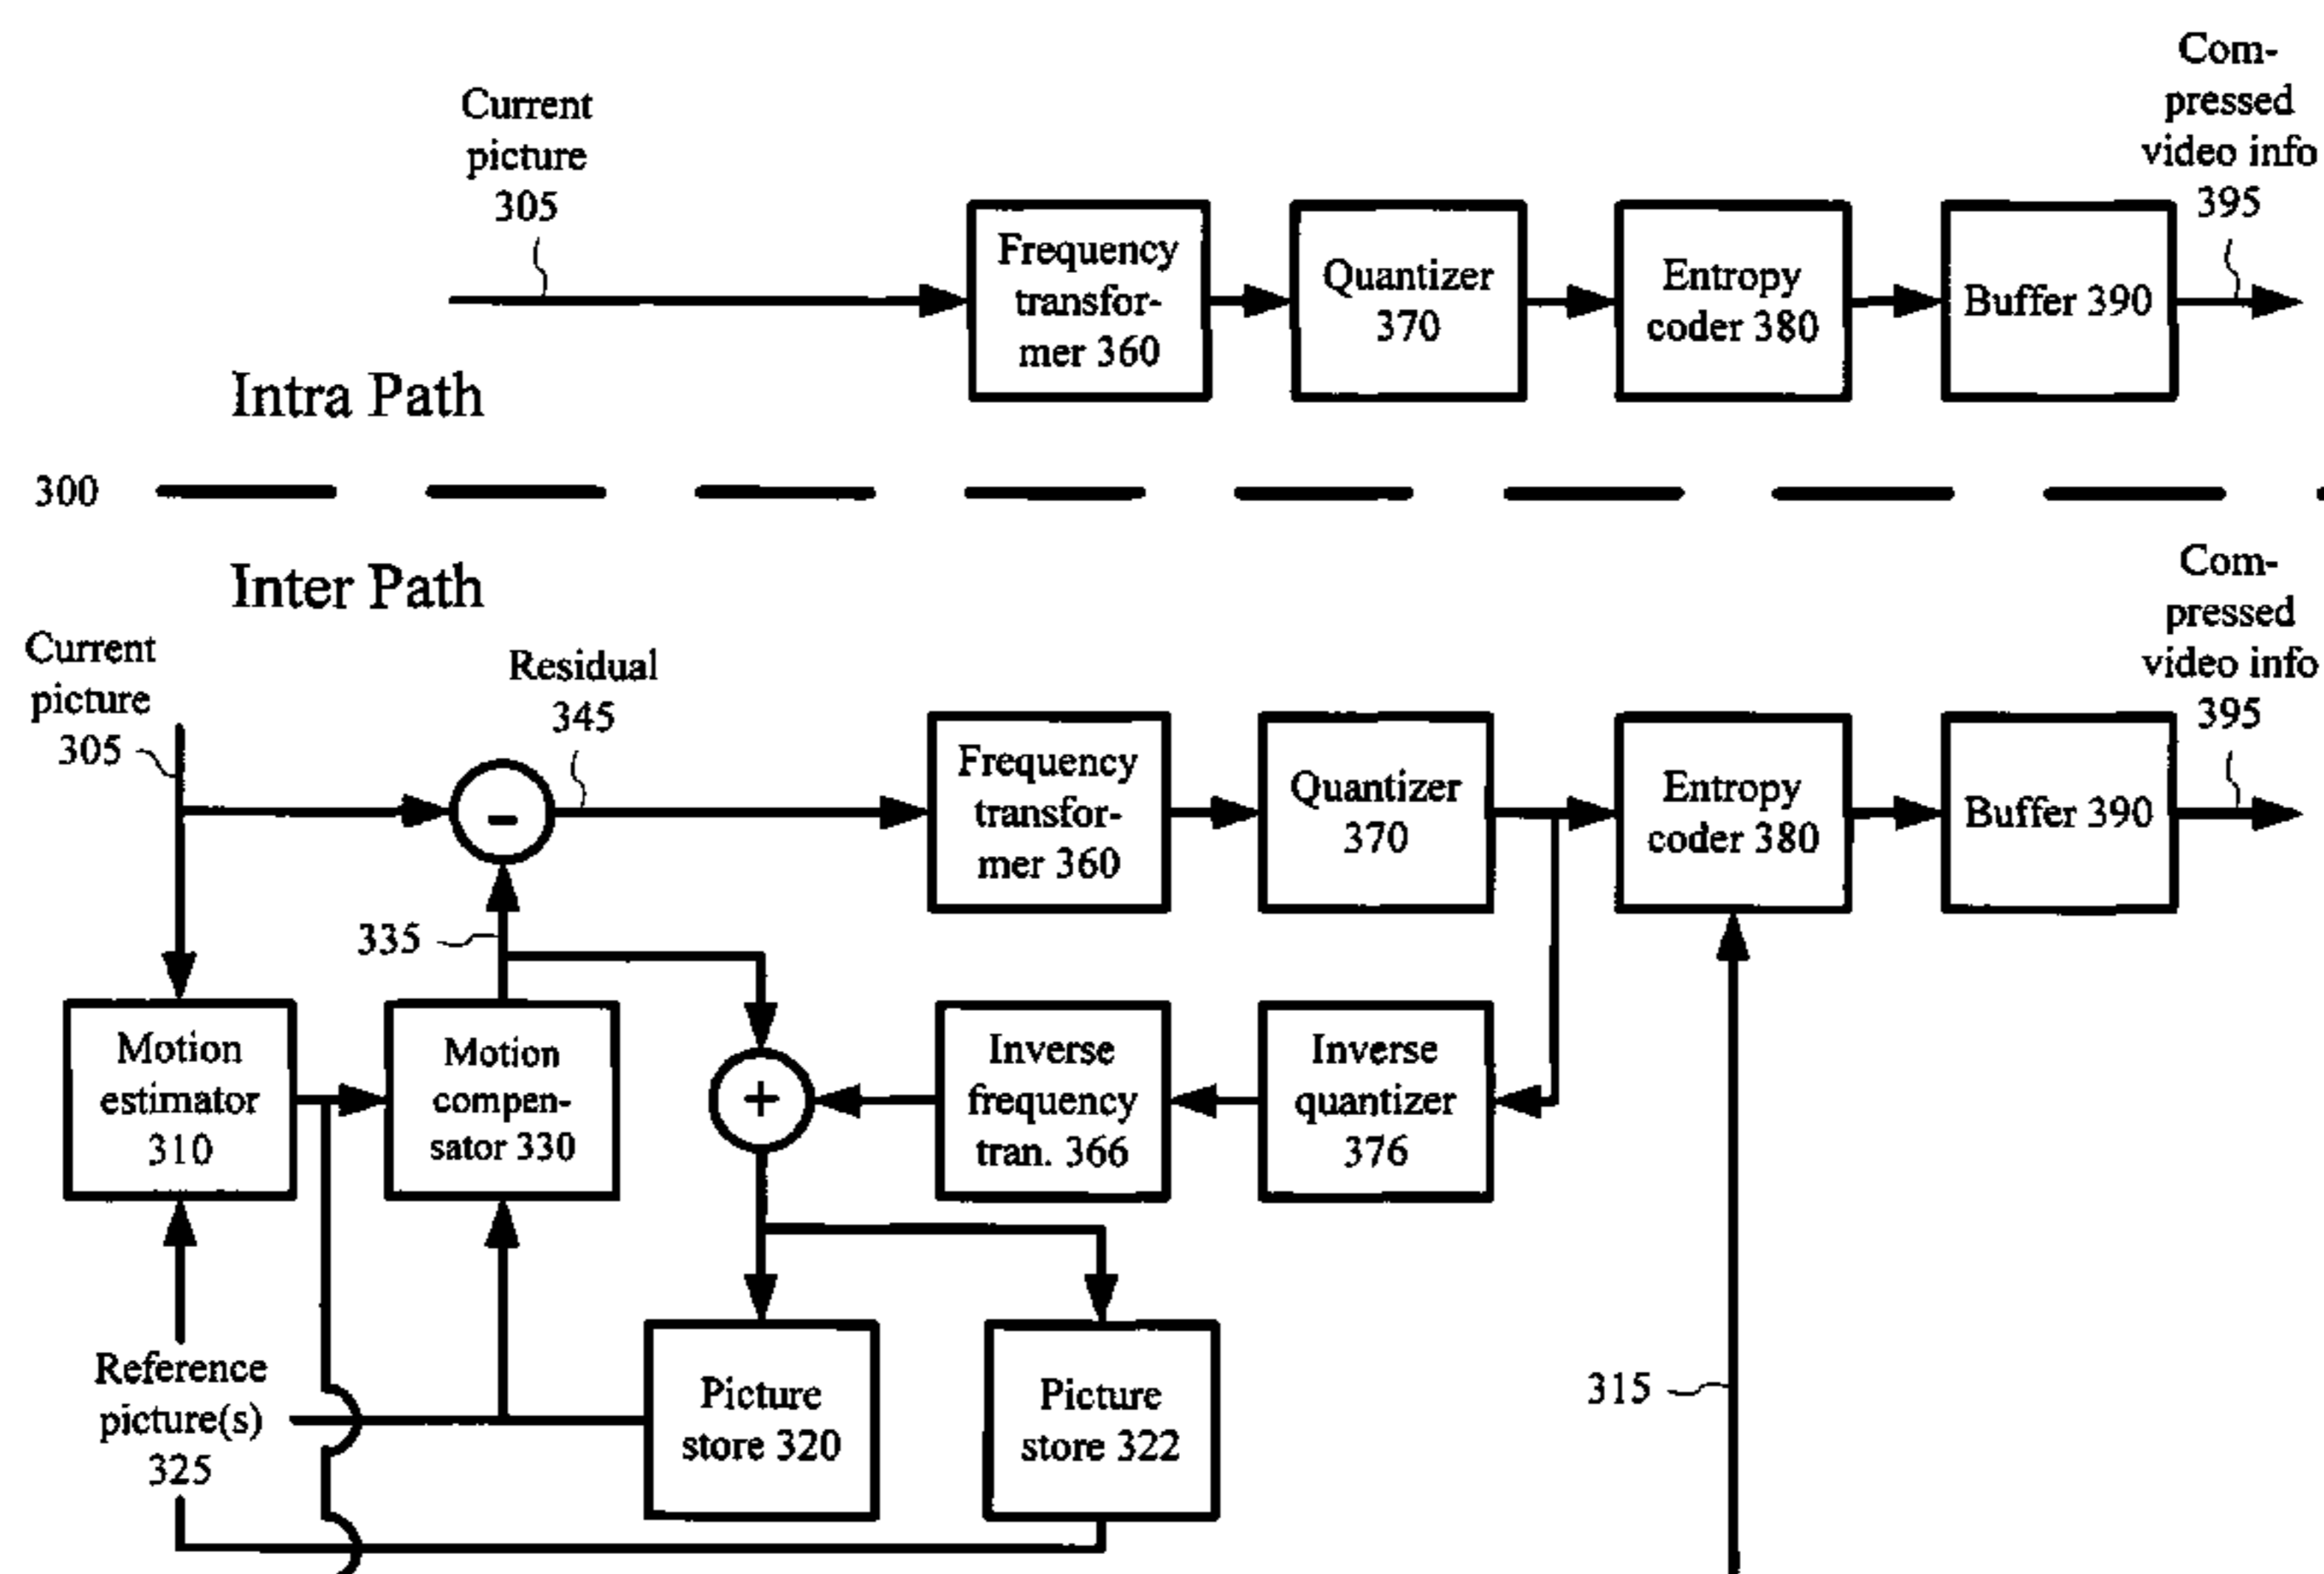 Current
picture
305
Frequency
transfor-
mer 360
Quantizer
370
Entropy
coder 380
Buffer 390
Com-
pressed
video info
395
Intra Path
300
Inter Path
Current
picture
305
Residual
345
-
Frequency
transfor-
mer 360
Quantizer
370
Entropy
coder 380
Buffer 390
Com-
pressed
video info
395
335
Motion
estimator
310
Motion
compen-
sator 330
+
Inverse
frequency
tran. 366
Inverse
quantizer
376
Reference
picture(s)
325
Picture
store 320
Picture
store 322
315